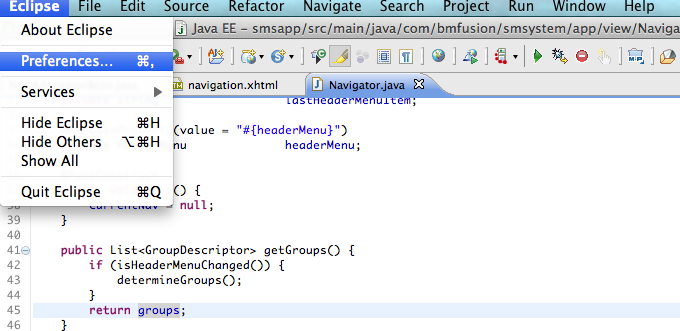 Eclipse File Edit Source Refactor Navigate Search Project Run Window Help
About Eclipse
Java EE – smsapp/src/main/java/com/bmfusion/smsystem/app/view/Naviga
Preferences... ⌘,
Services ▶
navigation.xhtml
Navigator.java
lastHeaderMenuItem;
Hide Eclipse ⌘H
(value = "#{headerMenu}")
Hide Others ⌥⌘H
nu headerMenu;
Show All
Quit Eclipse ⌘Q
() {
38 currentNav = null;
39 }
40
41 public List<GroupDescriptor> getGroups() {
42 if (isHeaderMenuChanged()) {
43 determineGroups();
44 }
45 return groups;
46 }